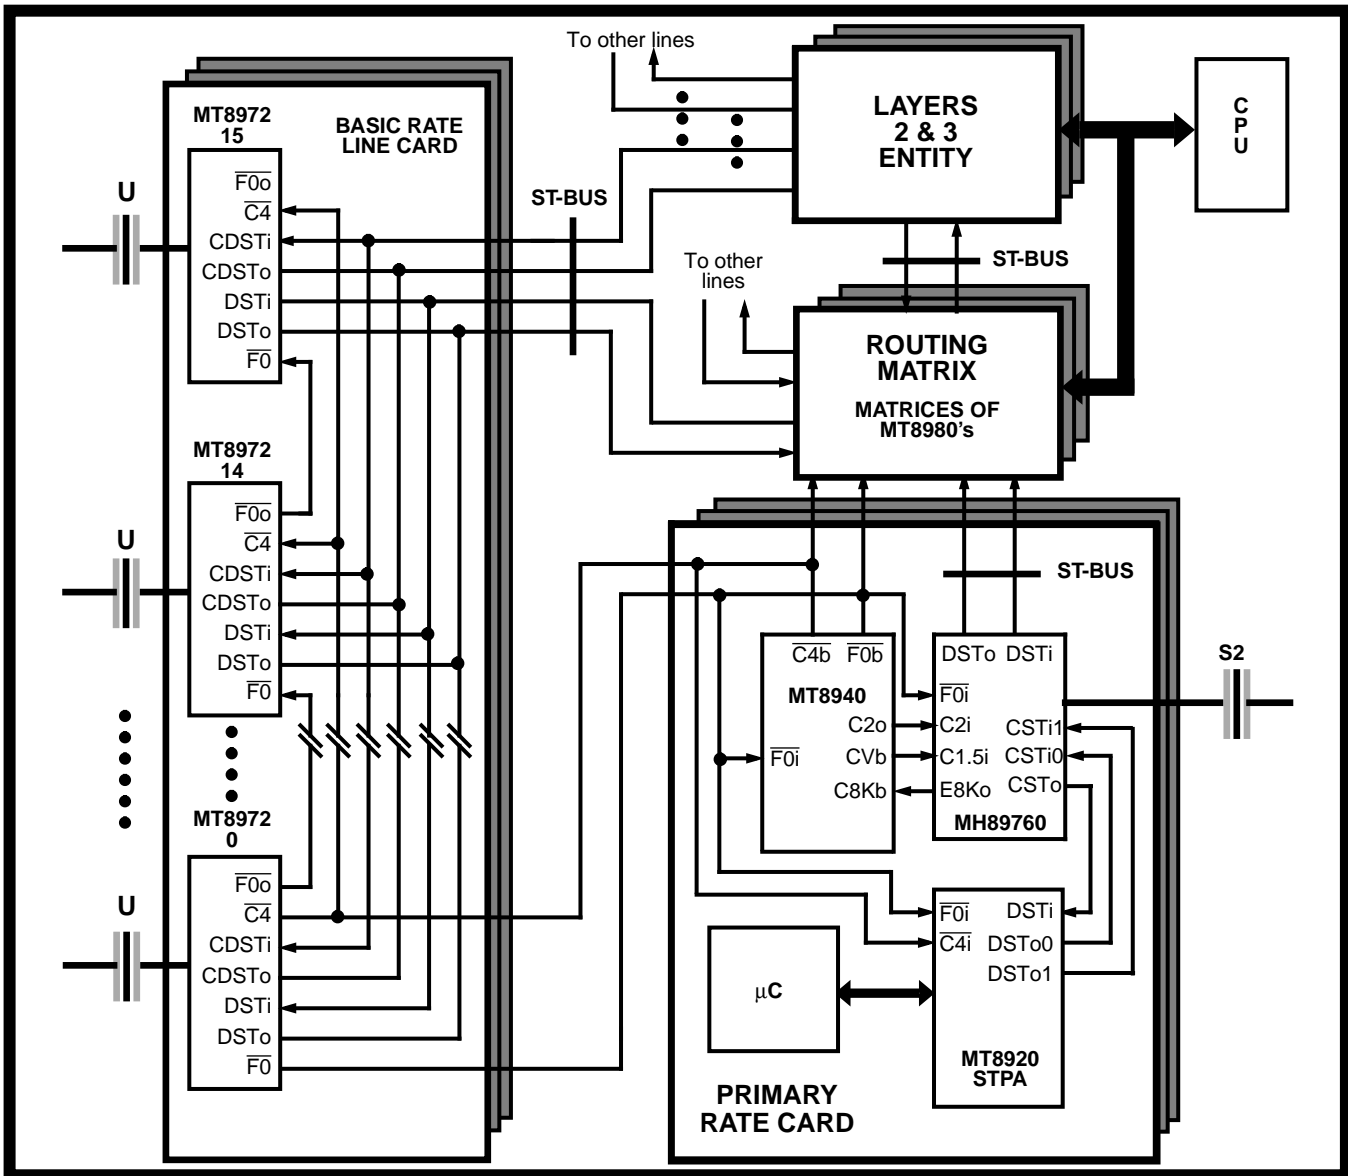 MT8972
15
BASIC RATE
LINE CARD
U
F0o
C4
CDSTi
CDSTo
DSTi
DSTo
F0
MT8972
14
U
F0o
C4
CDSTi
CDSTo
DSTi
DSTo
F0
MT8972
0
U
F0o
C4
CDSTi
CDSTo
DSTi
DSTo
F0
ST-BUS
To other lines
LAYERS
2 & 3
ENTITY
C
P
U
ST-BUS
To other
lines
ROUTING
MATRIX
MATRICES OF
MT8980's
ST-BUS
C4b F0b
MT8940
C2o
F0i
CVb
C8Kb
DSTo DSTi
F0i
C2i
C1.5i
E8Ko
CSTi1
CSTi0
CSTo
MH89760
S2
F0i
C4i
DSTi
DSTo0
DSTo1
MT8920
STPA
µC
PRIMARY
RATE CARD